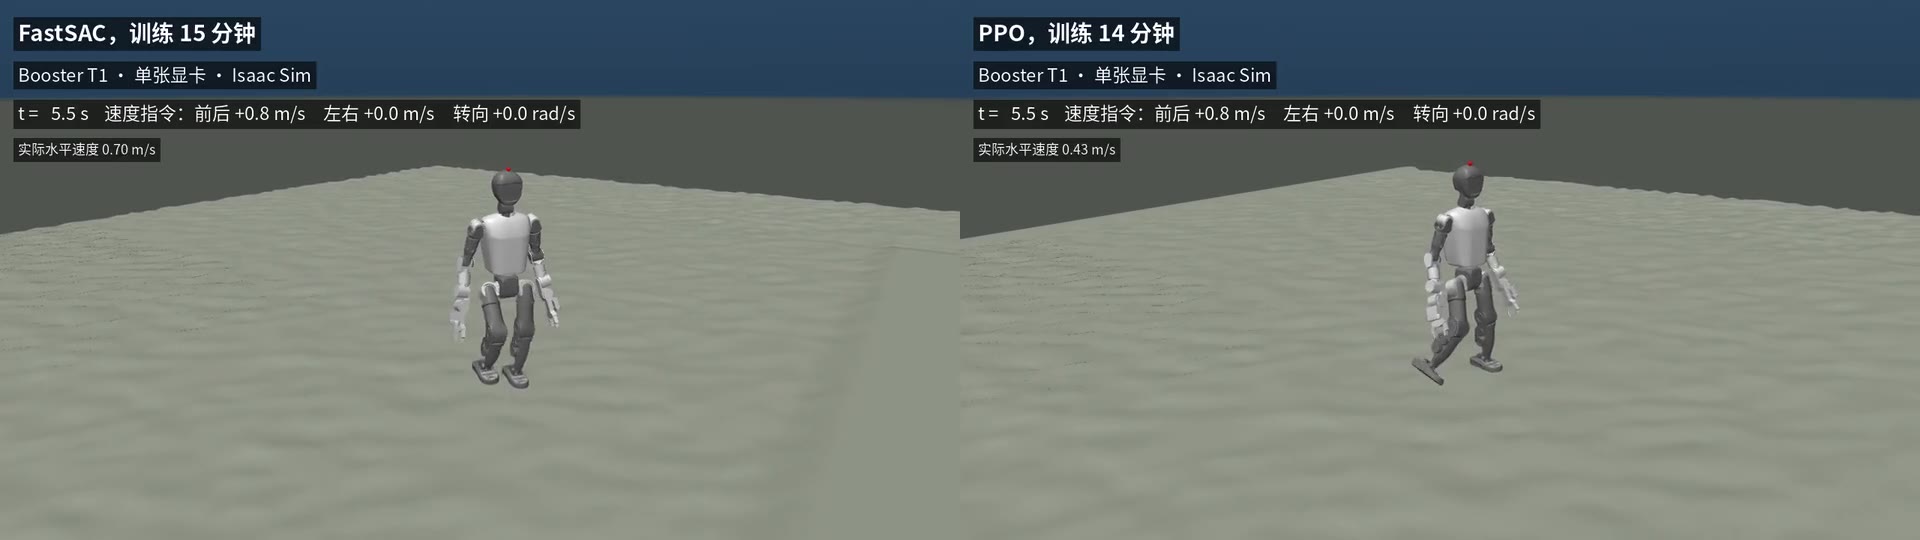 FastSAC，训练 15 分钟
Booster T1 · 单张显卡 · Isaac Sim
t = 5.5 s 速度指令：前后 +0.8 m/s 左右 +0.0 m/s 转向 +0.0 rad/s
实际水平速度 0.70 m/s
PPO，训练 14 分钟
Booster T1 · 单张显卡 · Isaac Sim
t = 5.5 s 速度指令：前后 +0.8 m/s 左右 +0.0 m/s 转向 +0.0 rad/s
实际水平速度 0.43 m/s